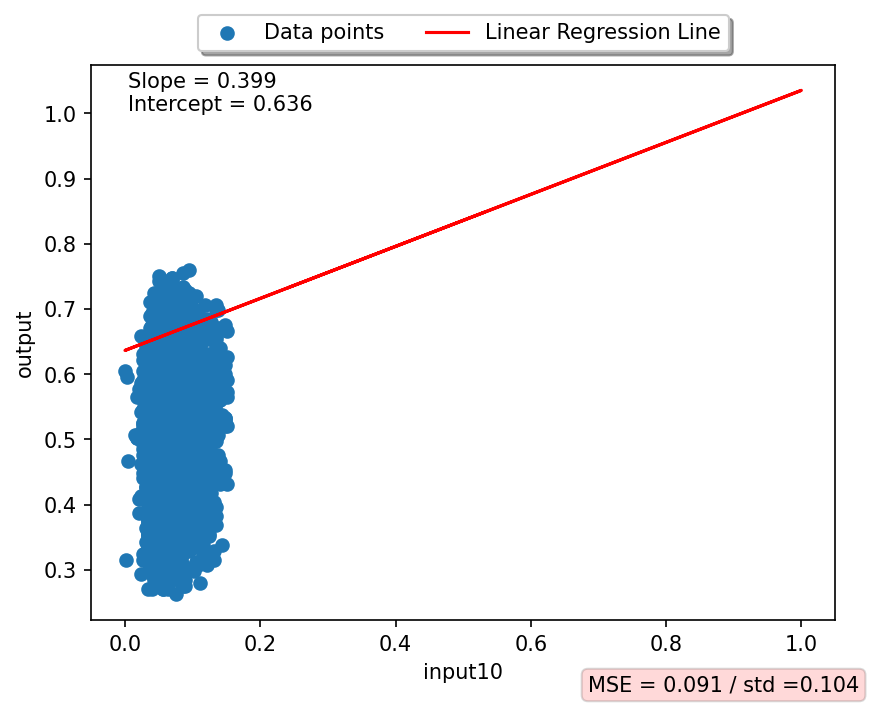 Data points
Linear Regression Line
Slope = 0.399
Intercept = 0.636
1.0
0.9
0.8
0.7
0.6
0.5
0.4
0.3
output
0.0 0.2 0.4 0.6 0.8 1.0
input10
MSE = 0.091 / std =0.104